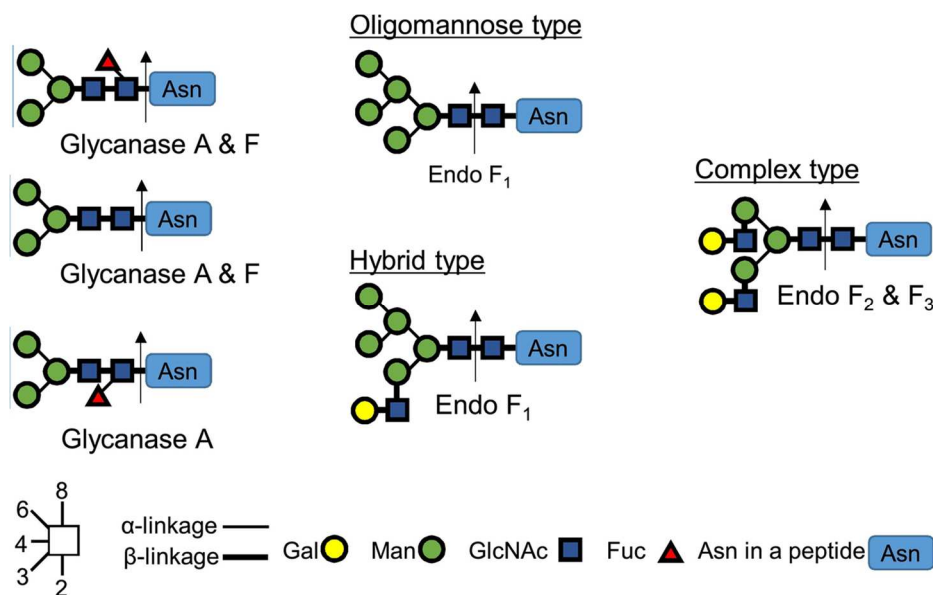 Oligomannose type
Asn
Glycanase A & F
Asn
Endo F₁
Asn
Glycanase A & F
Complex type
Asn
Endo F₂ & F₃
Hybrid type
Asn
Endo F₁
Asn
Glycanase A
8
6
4
3
2
α-linkage
β-linkage
Gal Man GlcNAc Fuc Asn in a peptide Asn